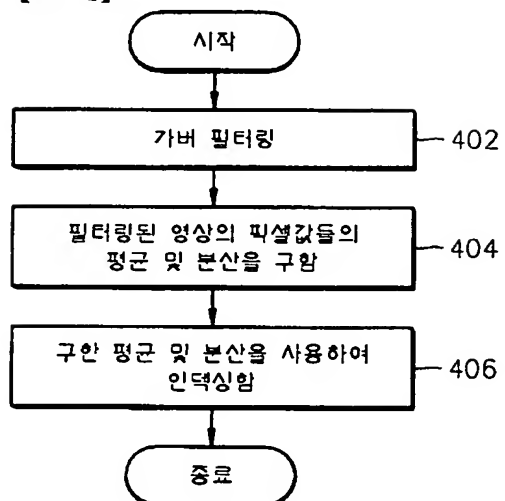 시작
가버 필터링
402
필터링된 영상의 픽셀값들의
평균 및 분산을 구함
404
구한 평균 및 분산을 사용하여
인덱싱함
406
종료